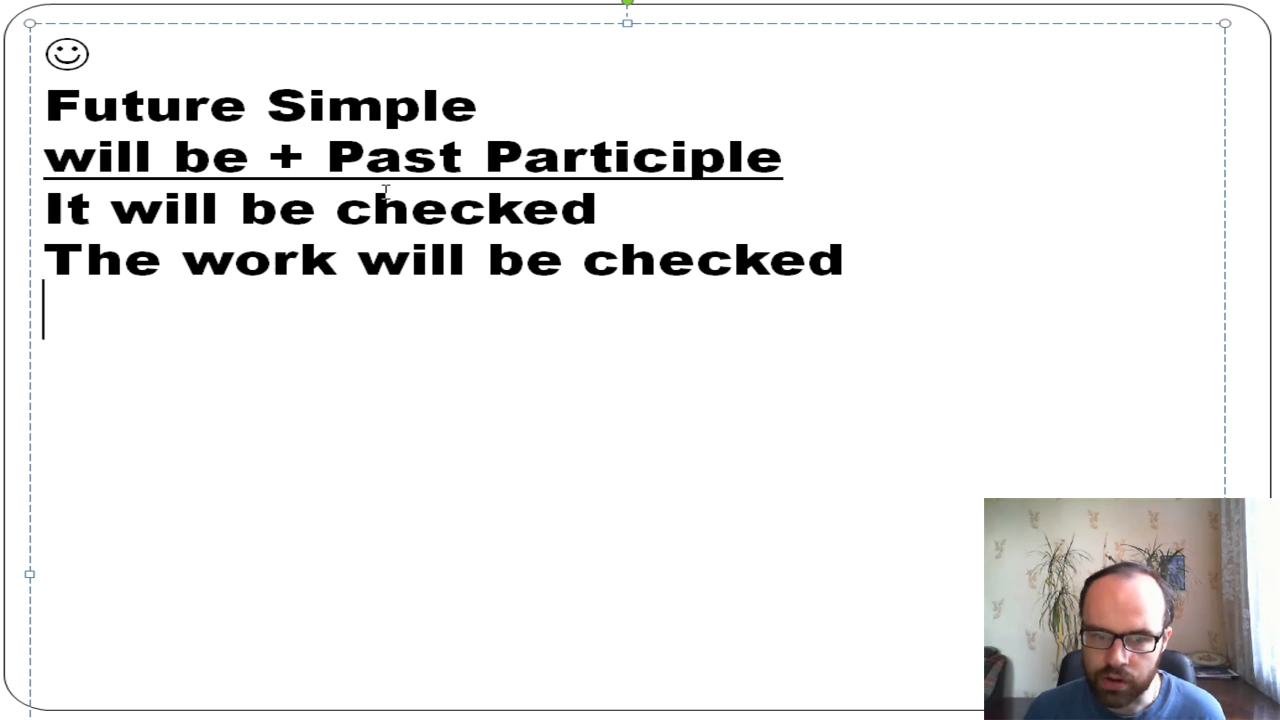 Future Simple
will be + Past Participle
It will be checked
The work will be checked